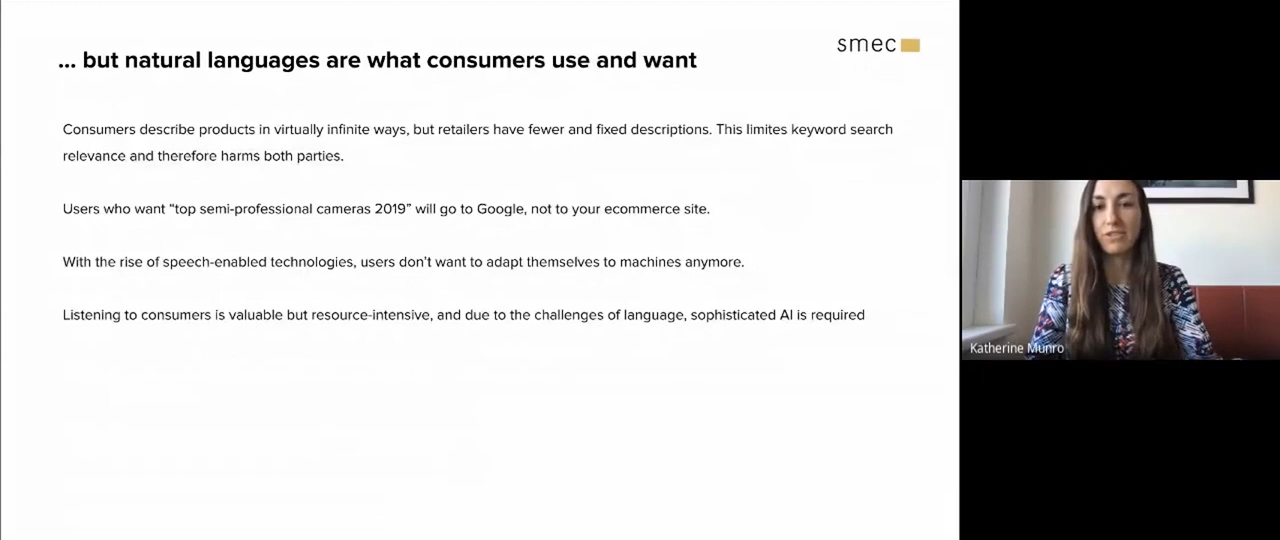 smec
... but natural languages are what consumers use and want
Consumers describe products in virtually infinite ways, but retailers have fewer and fixed descriptions. This limites keyword search
relevance and therefore harms both parties.
Users who want “top semi-professional cameras 2019” will go to Google, not to your ecommerce site.
With the rise of speech-enabled technologies, users don’t want to adapt themselves to machines anymore.
Listening to consumers is valuable but resource-intensive, and due to the challenges of language, sophisticated AI is required
Katherine Munro